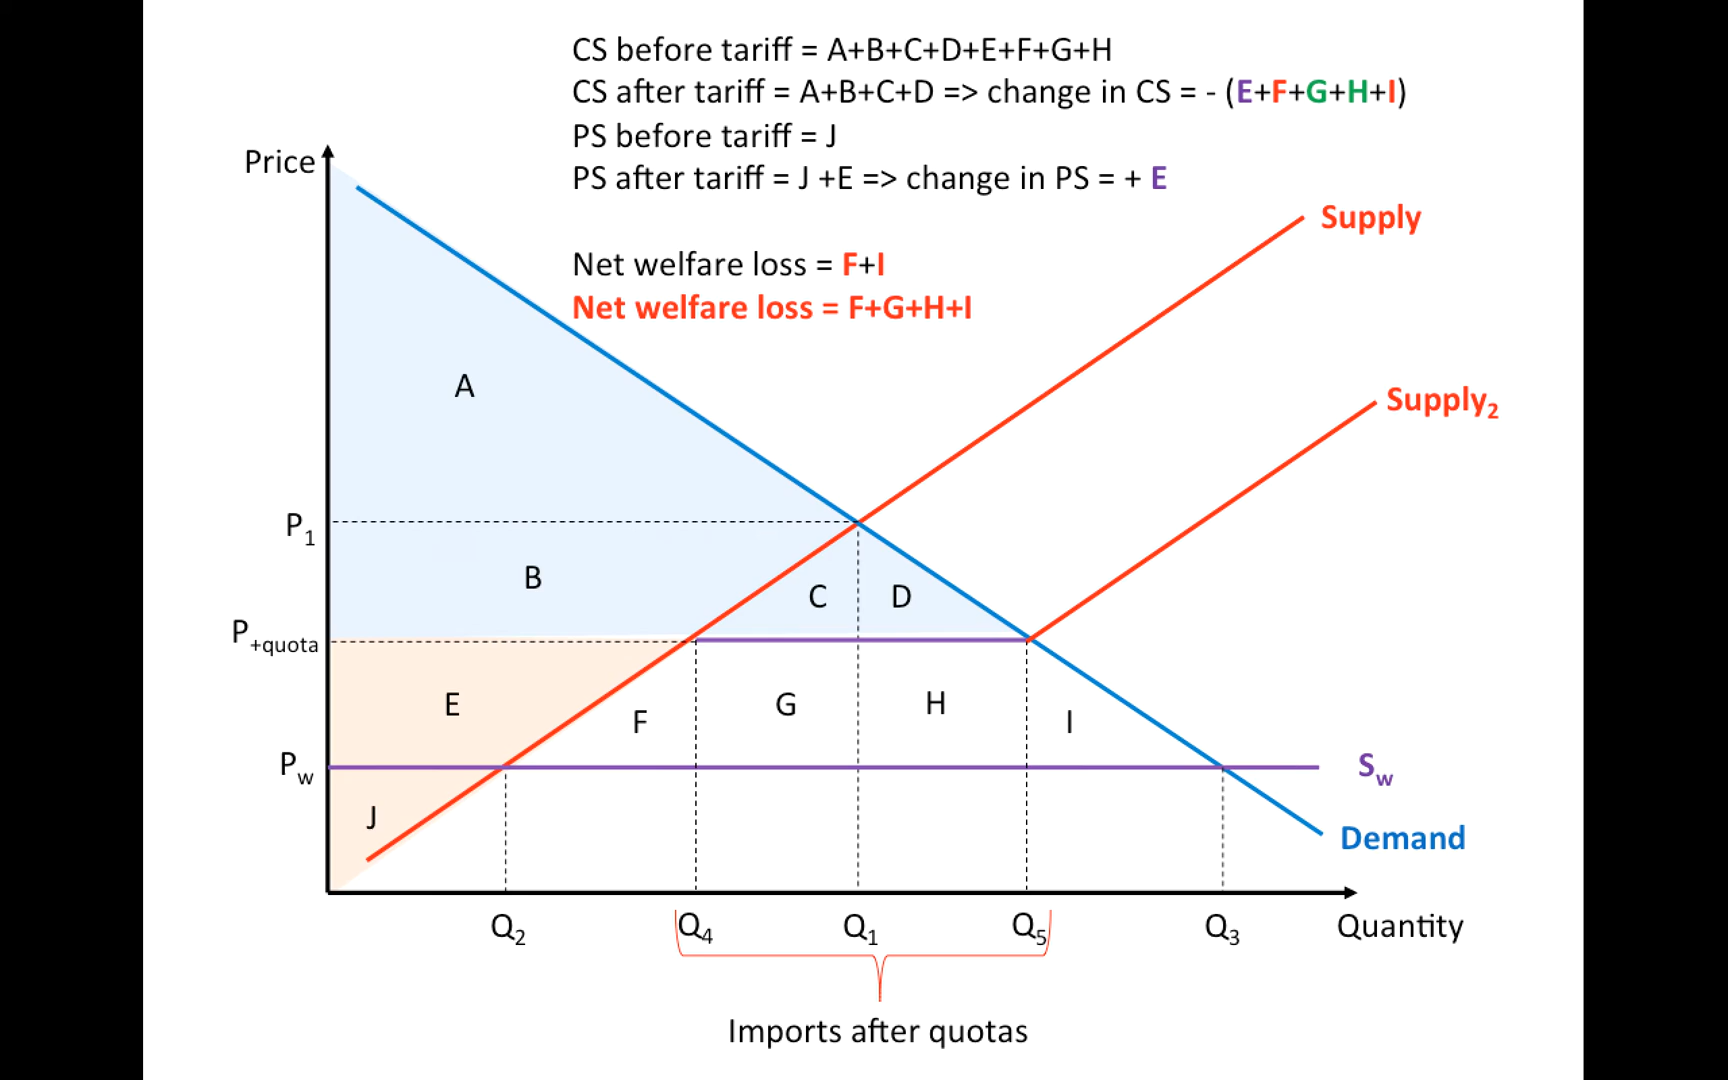 CS before tariff = A+B+C+D+E+F+G+H
CS after tariff = A+B+C+D => change in CS = - (E+F+G+H+I)
PS before tariff = J
PS after tariff = J +E => change in PS = + E
Price
Supply
Net welfare loss = F+I
Net welfare loss = F+G+H+I
A
Supply₂
P₁
B
C
D
P+quota
E
G
H
F
I
Pw
Sw
J
Demand
Q₂
Q₄
Q₁
Q₅
Q₃
Quantity
Imports after quotas